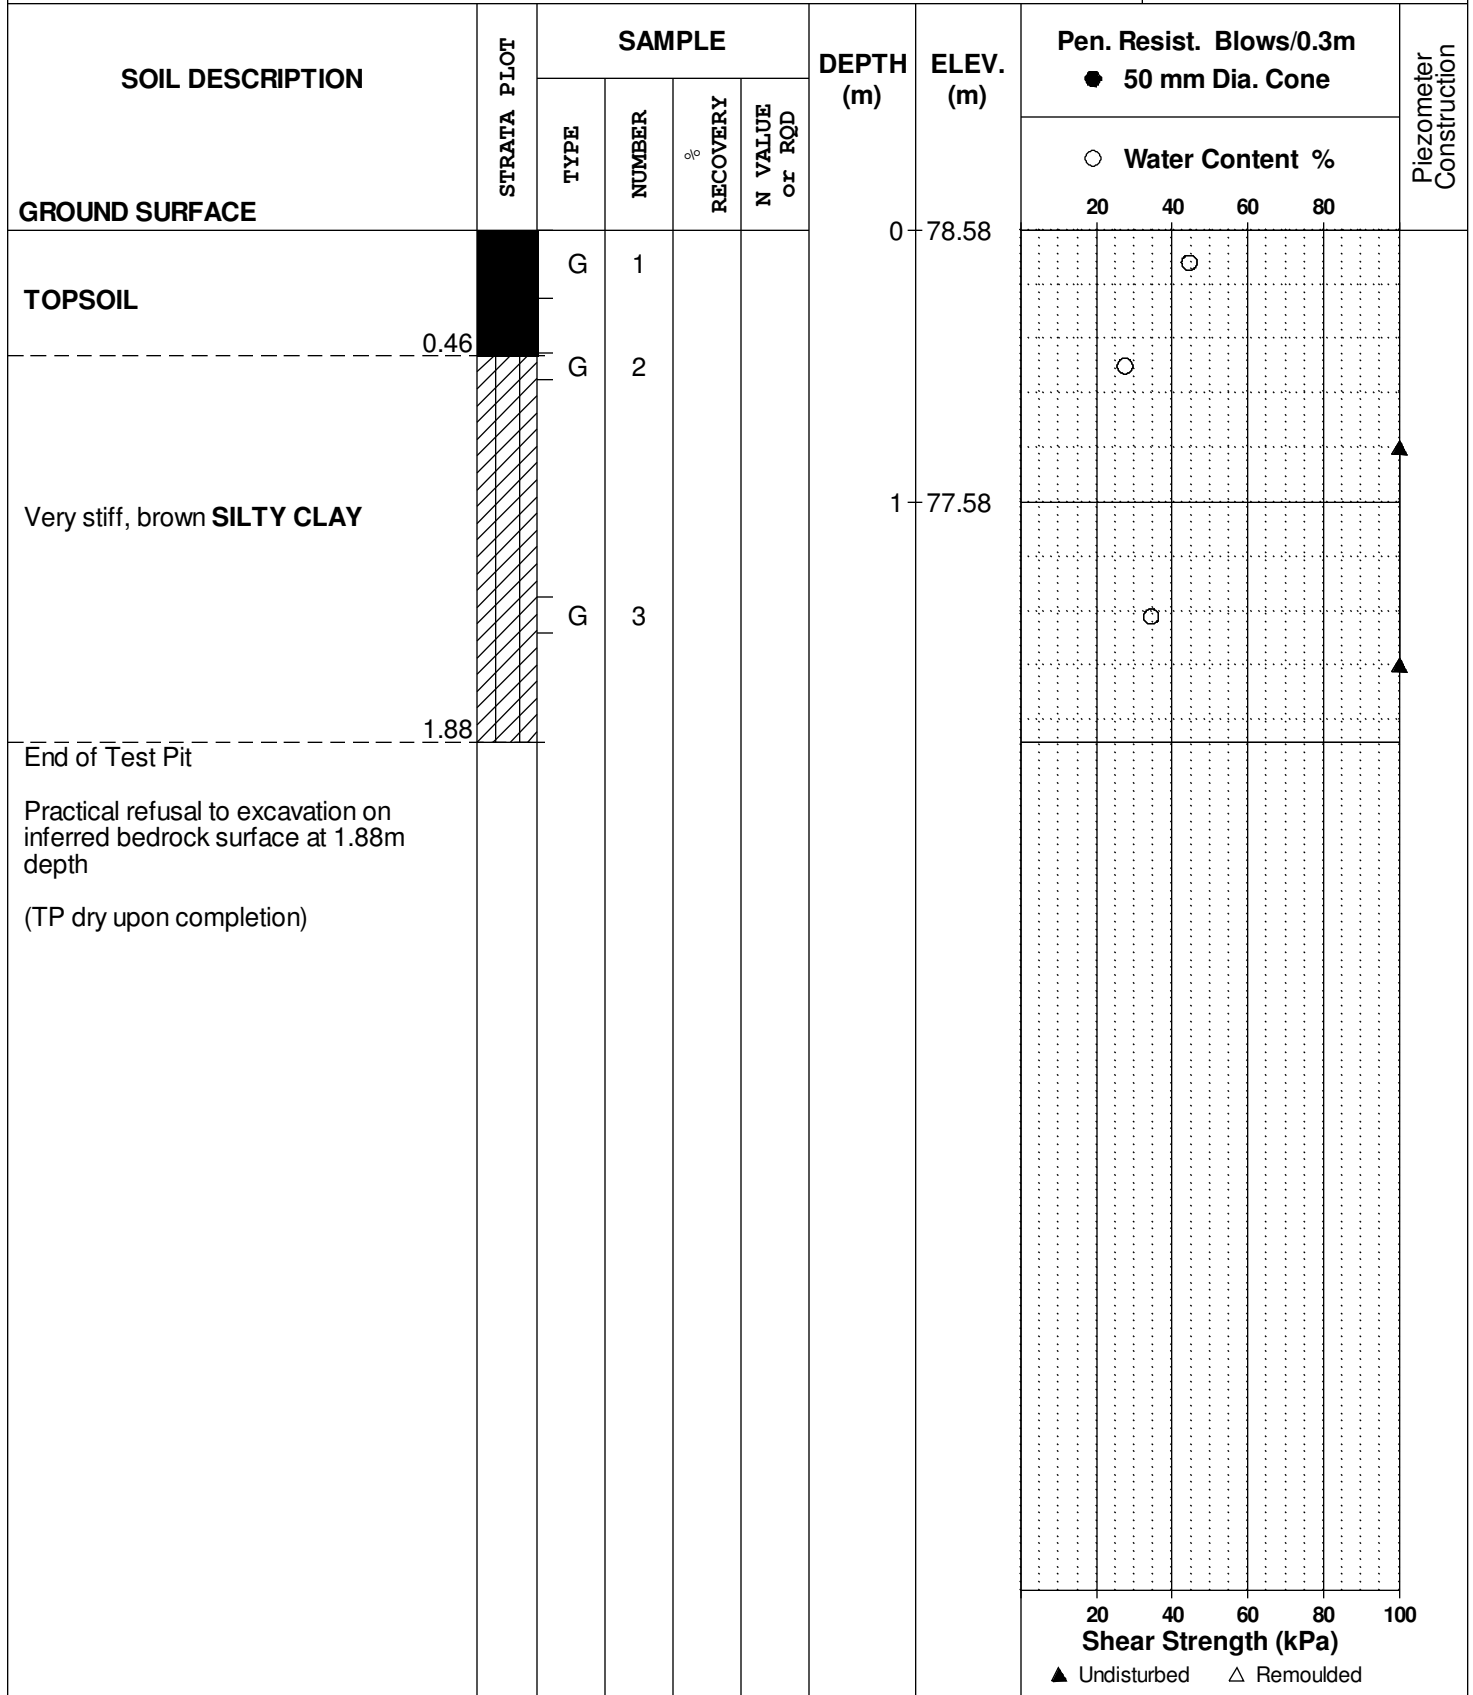 SOIL DESCRIPTION
GROUND SURFACE
STRATA PLOT
SAMPLE
TYPE
NUMBER
%
RECOVERY
N VALUE
or RQD
DEPTH
(m)
ELEV.
(m)
Pen. Resist. Blows/0.3m
50 mm Dia. Cone
Water Content %
20 40 60 80
Piezometer
Construction
0 78.58
G 1
TOPSOIL
0.46
G 2
1 77.58
Very stiff, brown SILTY CLAY
G 3
1.88
End of Test Pit
Practical refusal to excavation on
inferred bedrock surface at 1.88m
depth
(TP dry upon completion)
20 40 60 80 100
Shear Strength (kPa)
▲ Undisturbed △ Remoulded